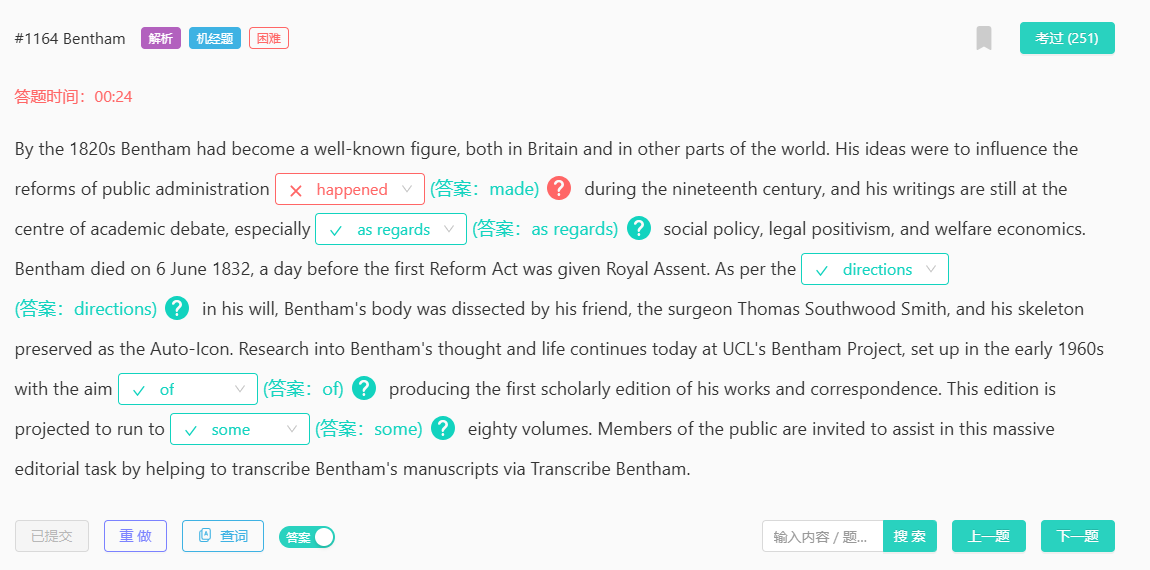 #1164 Bentham 解析 机经题 困难 考过 (251)
答题时间：00:24
By the 1820s Bentham had become a well-known figure, both in Britain and in other parts of the world. His ideas were to influence the
reforms of public administration happened (答案：made) ? during the nineteenth century, and his writings are still at the
centre of academic debate, especially as regards (答案：as regards) ? social policy, legal positivism, and welfare economics.
Bentham died on 6 June 1832, a day before the first Reform Act was given Royal Assent. As per the directions
(答案：directions) ? in his will, Bentham's body was dissected by his friend, the surgeon Thomas Southwood Smith, and his skeleton
preserved as the Auto-Icon. Research into Bentham's thought and life continues today at UCL's Bentham Project, set up in the early 1960s
with the aim of (答案：of) ? producing the first scholarly edition of his works and correspondence. This edition is
projected to run to some (答案：some) ? eighty volumes. Members of the public are invited to assist in this massive
editorial task by helping to transcribe Bentham's manuscripts via Transcribe Bentham.
已提交 重 做 查词 答案 输入内容 / 题... 搜 索 上一题 下一题